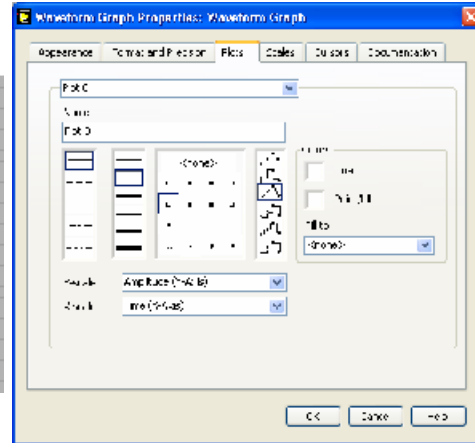 Waveform Graph Properties: Waveform Graph
Appearance Format and Precision Plots Scales Cursors Documentation
Plot 0
Name
Plot 0
<none>
Colors
Line
Point/Fill
Fill to
<none>
Y-scale Amplitude (Y-Axis)
X-scale Time (X-Axis)
OK Cancel Help